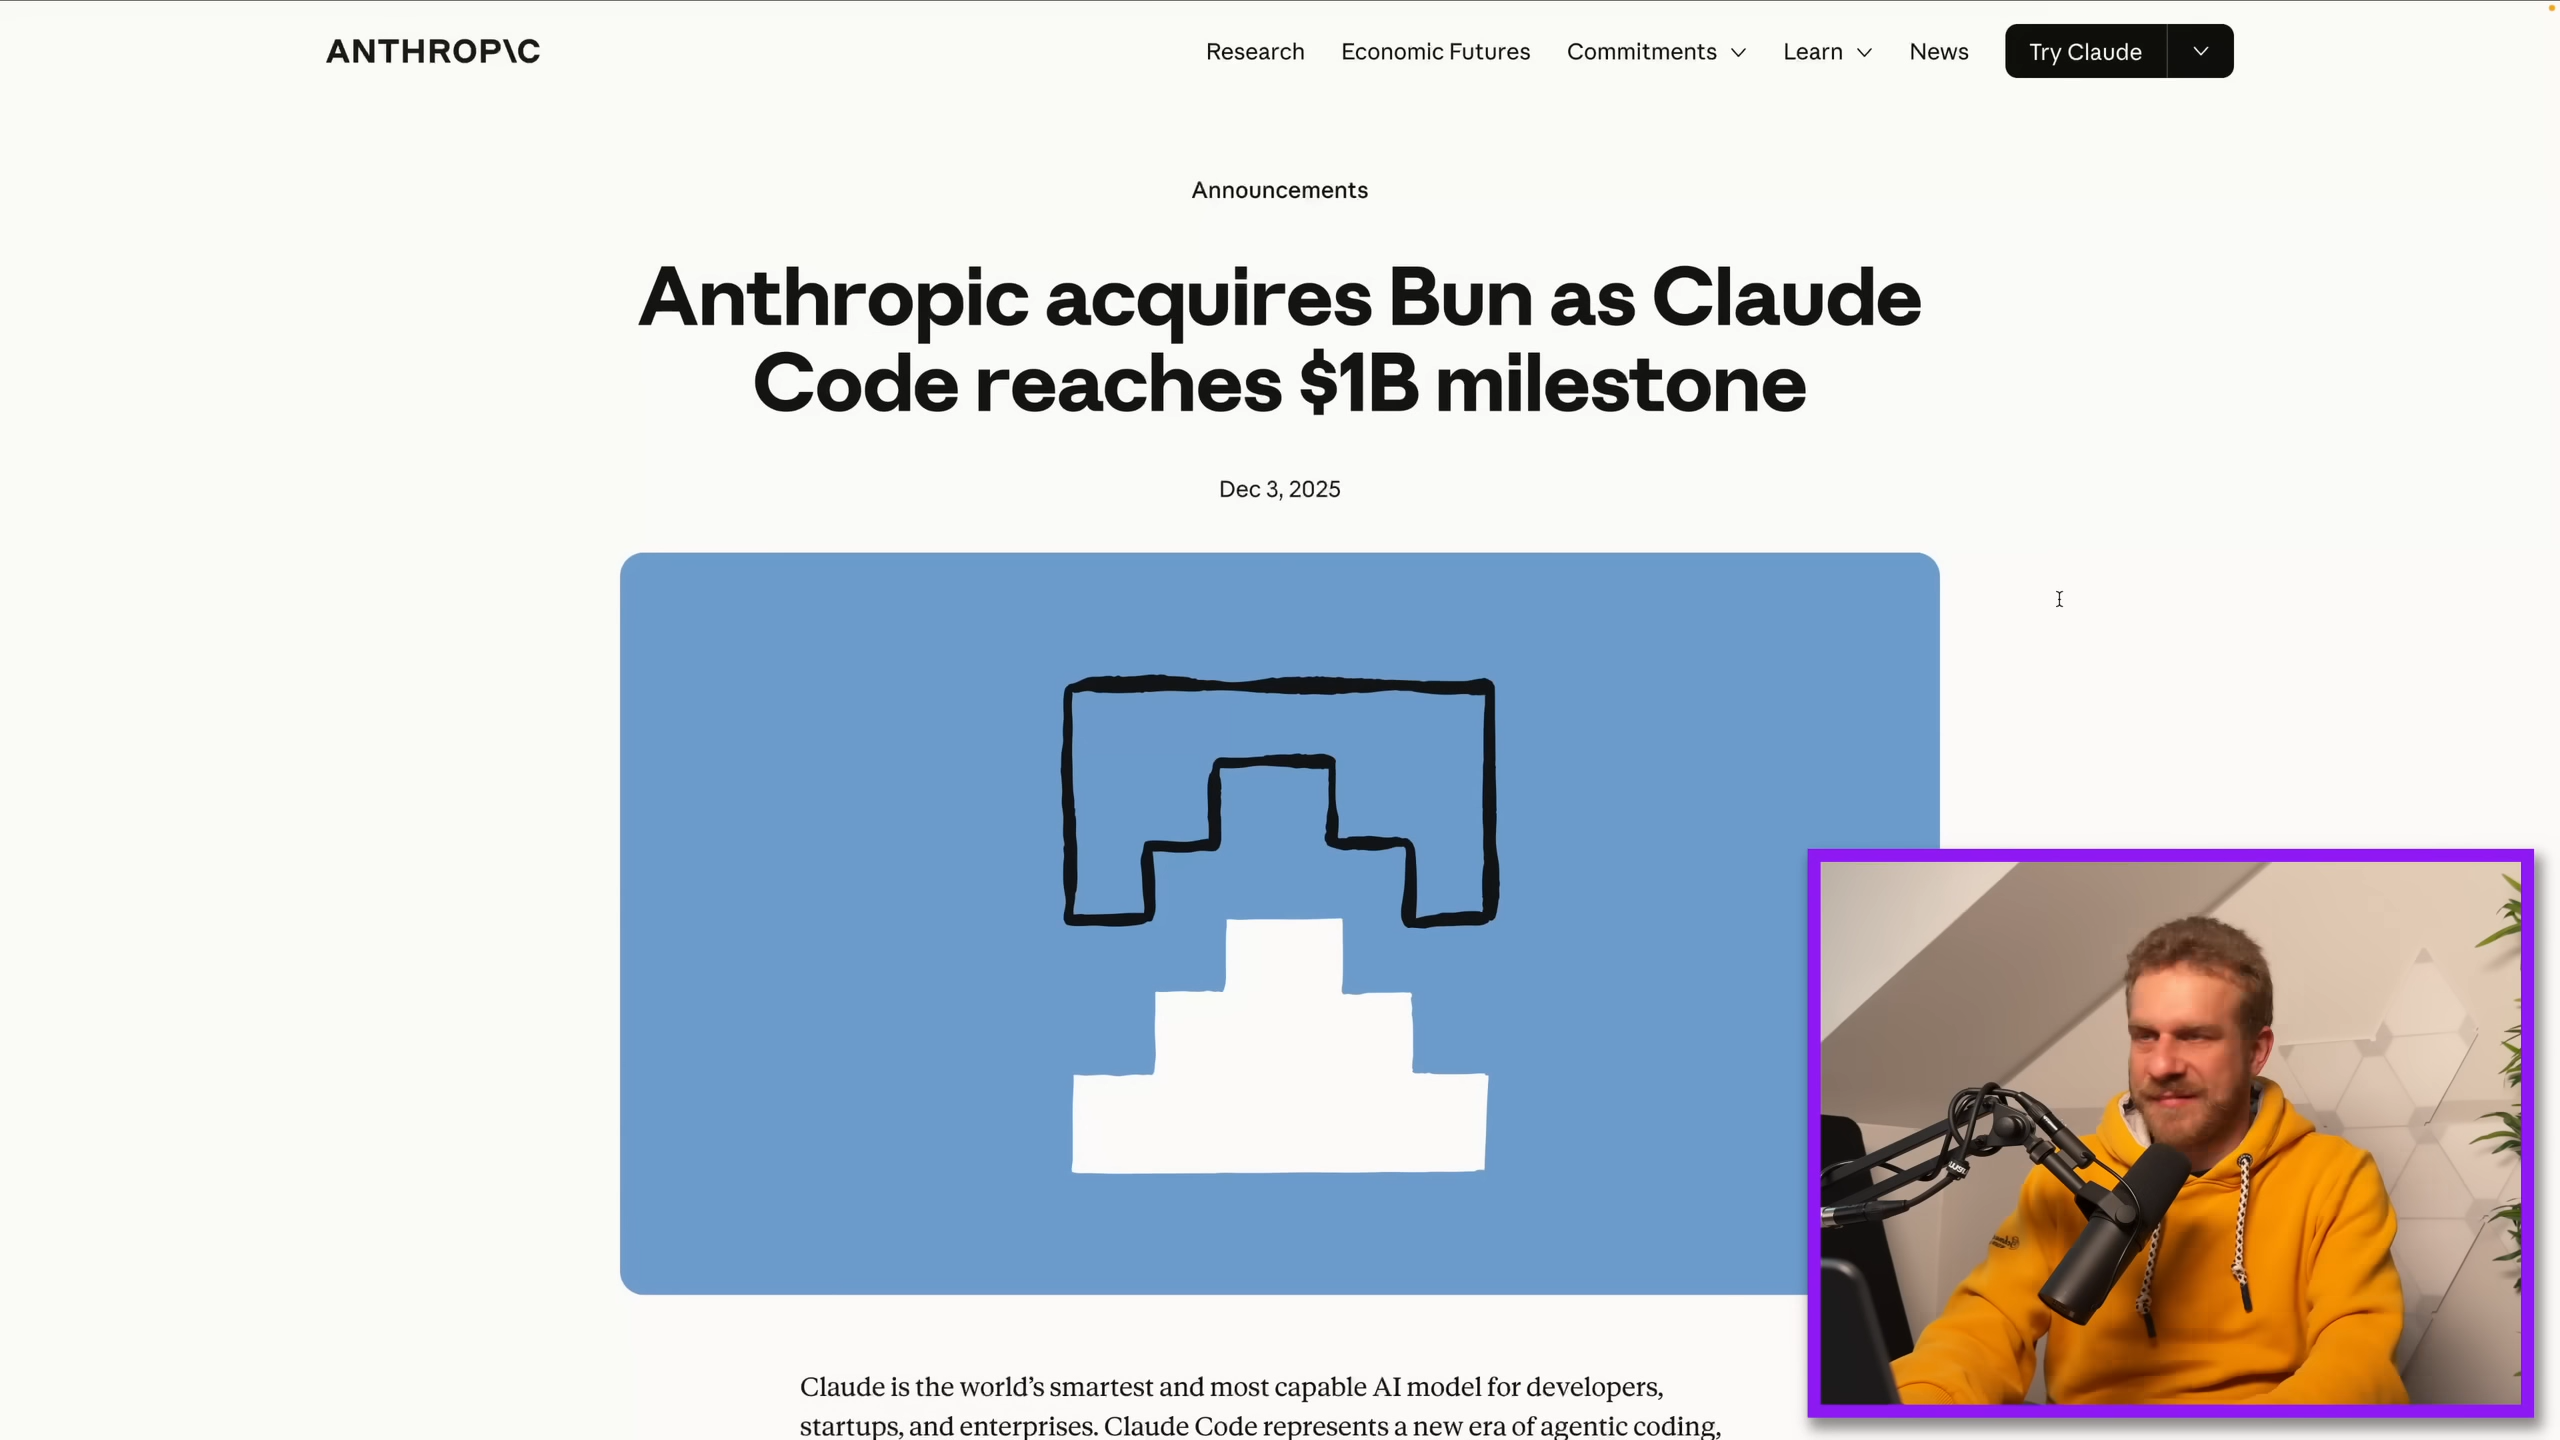 ANTHROP\C
Research Economic Futures Commitments Learn News Try Claude
Announcements
Anthropic acquires Bun as Claude
Code reaches $1B milestone
Dec 3, 2025
Claude is the world’s smartest and most capable AI model for developers,
startups, and enterprises. Claude Code represents a new era of agentic coding,